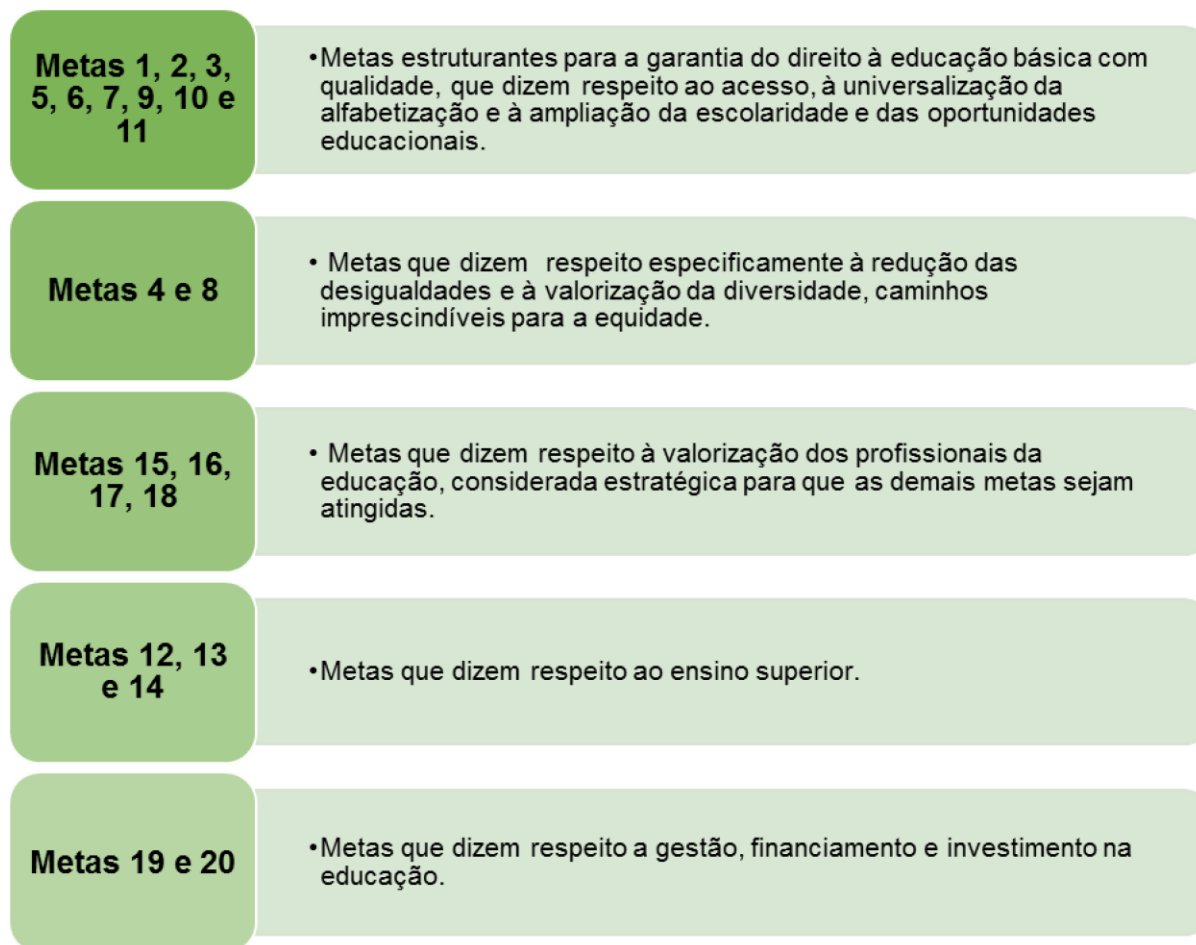 Metas 1, 2, 3,
5, 6, 7, 9, 10 e
11
•Metas estruturantes para a garantia do direito à educação básica com
qualidade, que dizem respeito ao acesso, à universalização da
alfabetização e à ampliação da escolaridade e das oportunidades
educacionais.
Metas 4 e 8
• Metas que dizem respeito especificamente à redução das
desigualdades e à valorização da diversidade, caminhos
imprescindíveis para a equidade.
Metas 15, 16,
17, 18
• Metas que dizem respeito à valorização dos profissionais da
educação, considerada estratégica para que as demais metas sejam
atingidas.
Metas 12, 13
e 14
•Metas que dizem respeito ao ensino superior.
Metas 19 e 20
•Metas que dizem respeito a gestão, financiamento e investimento na
educação.